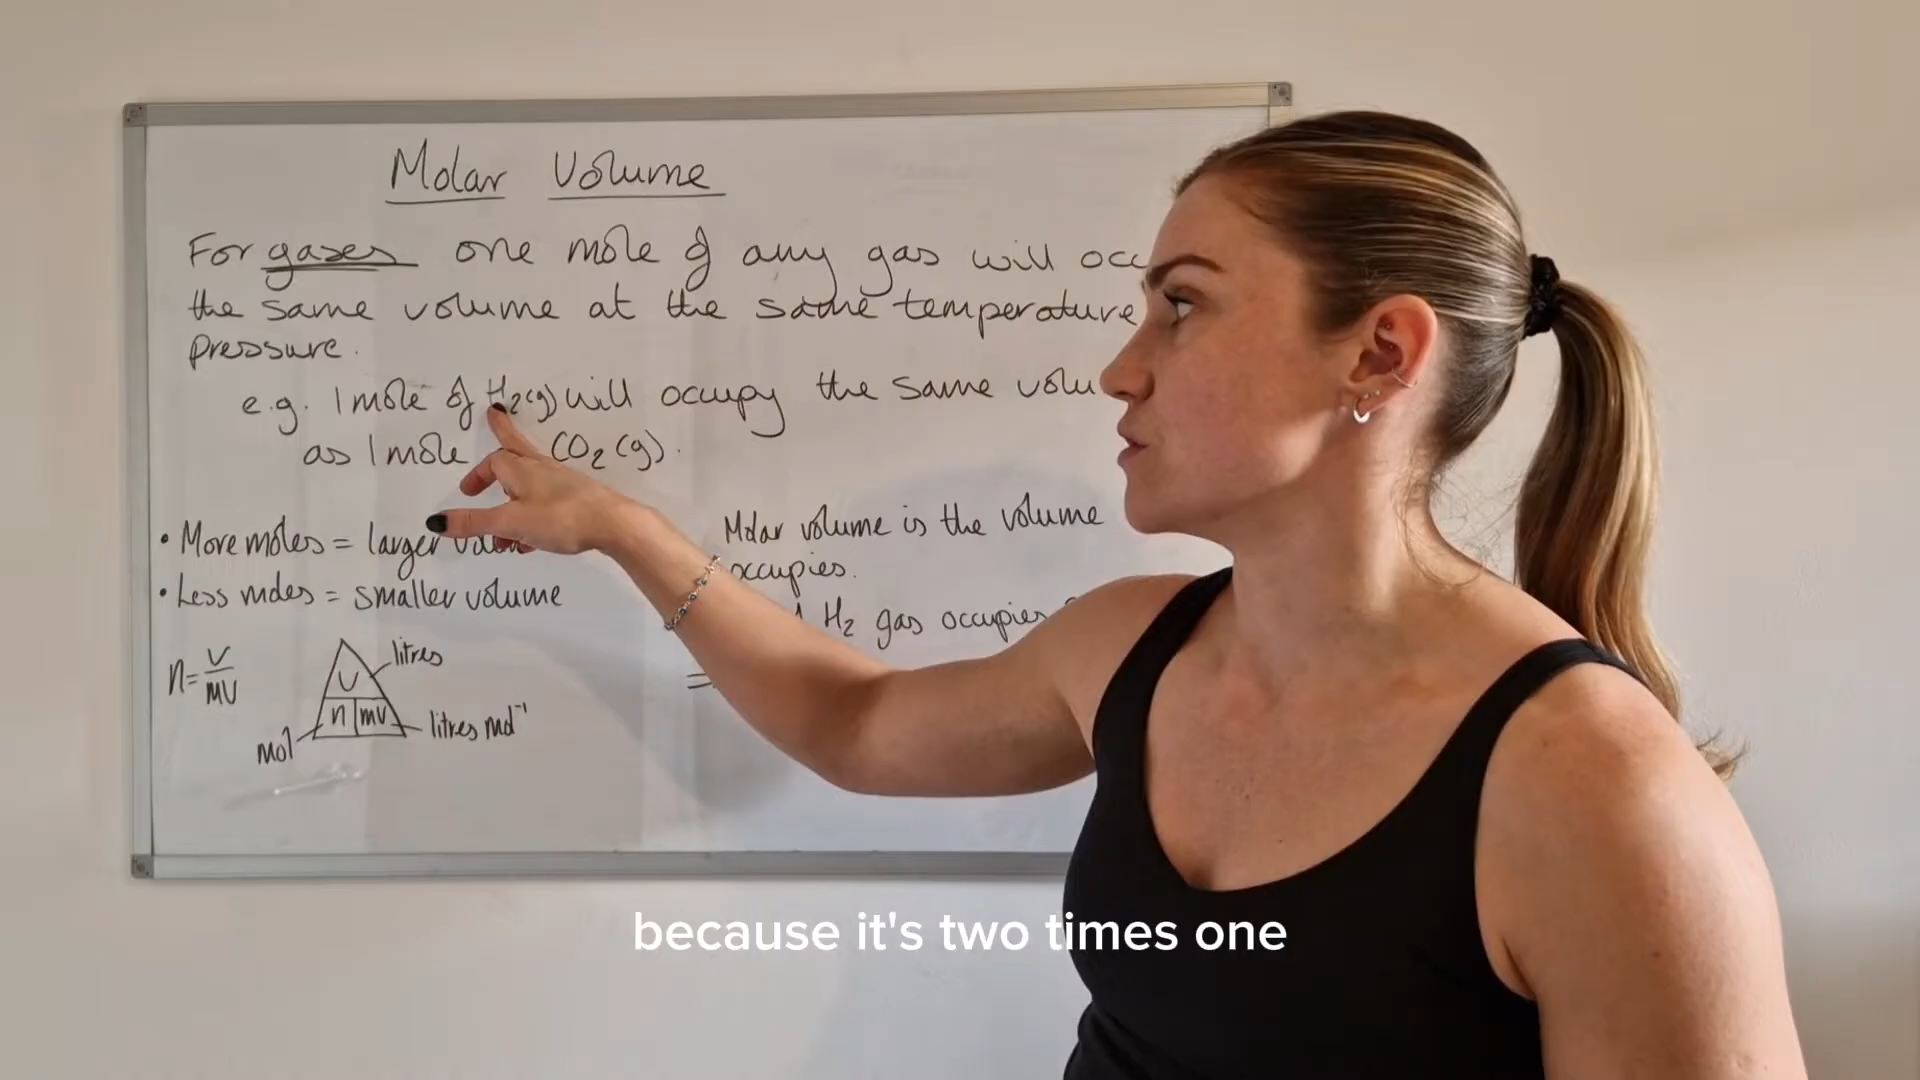 Molar Volume
For gases one mole of any gas will
the same volume at the same temperature
pressure.
e.g. 1 mole of H₂(g) will occupy the same
as 1 mole CO₂(g).
• More moles = larger
• Less moles = smaller volume
n = V/MV
V
n mv
litres
mol
litres mol⁻¹
Molar volume is the volume
occupies.
H₂ gas occupies
=
because it's two times one